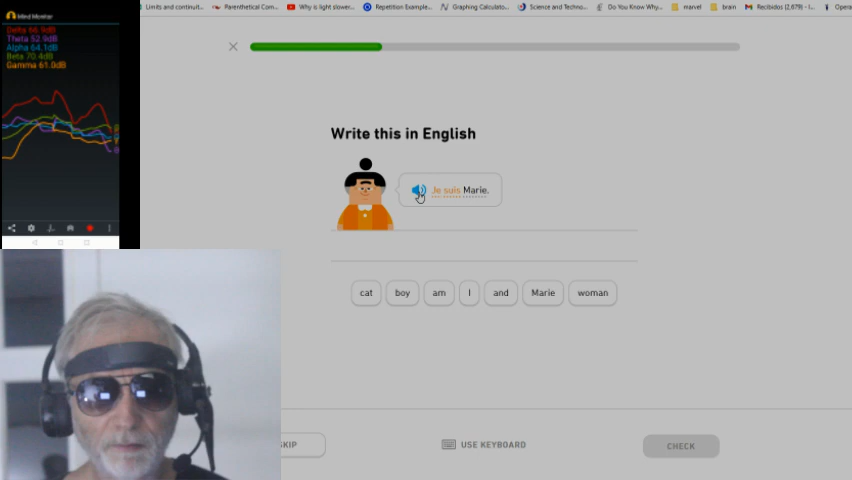 Mind Monitor
Delta 66.9dB
Theta 52.9dB
Alpha 64.1dB
Beta 70.4dB
Gamma 61.0dB
Limits and continuit...
Parenthetical Com...
Why is light slower...
Repetition Example...
Graphing Calculato...
Science and Techno...
Do You Know Why...
marvel
brain
Recibidos (2,679) - l...
Opera
Write this in English
Je suis Marie.
cat
boy
am
I
and
Marie
woman
KIP
USE KEYBOARD
CHECK